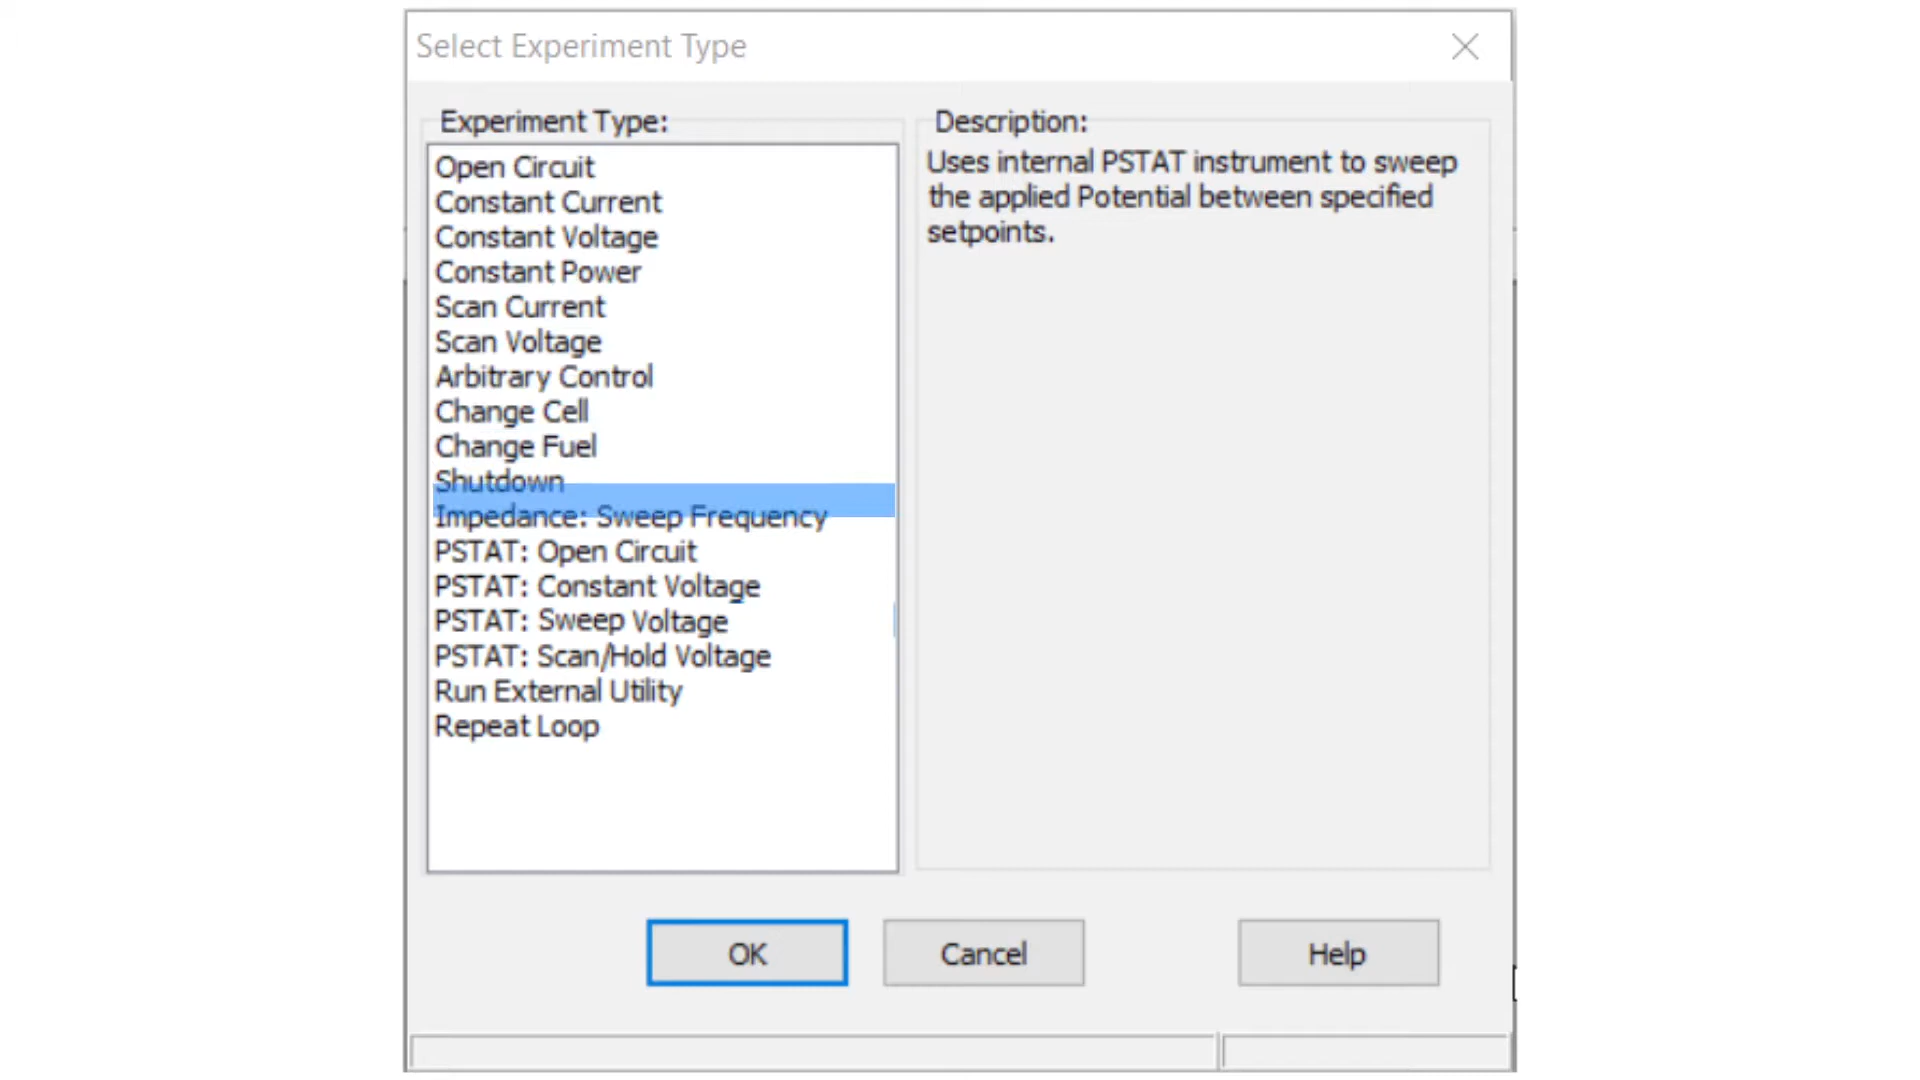 Select Experiment Type
Experiment Type:
Open Circuit
Constant Current
Constant Voltage
Constant Power
Scan Current
Scan Voltage
Arbitrary Control
Change Cell
Change Fuel
Shutdown
Impedance: Sweep Frequency
PSTAT: Open Circuit
PSTAT: Constant Voltage
PSTAT: Sweep Voltage
PSTAT: Scan/Hold Voltage
Run External Utility
Repeat Loop
Description:
Uses internal PSTAT instrument to sweep
the applied Potential between specified
setpoints.
OK
Cancel
Help